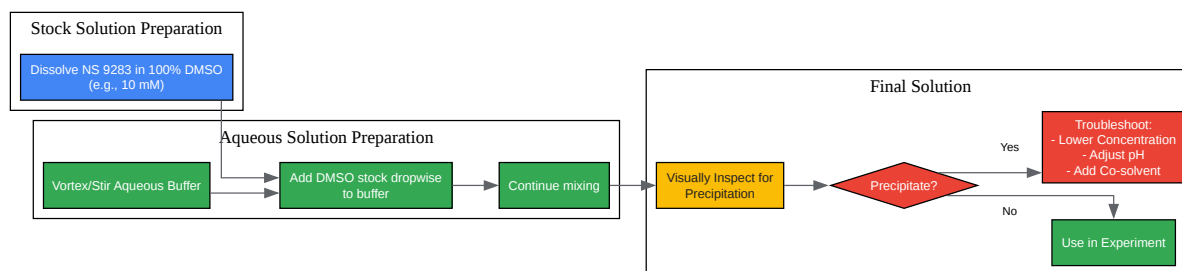 Stock Solution Preparation
Dissolve NS 9283 in 100% DMSO
(e.g., 10 mM)
Aqueous Solution Preparation
Vortex/Stir Aqueous Buffer
Add DMSO stock dropwise
to buffer
Continue mixing
Final Solution
Visually Inspect for
Precipitation
Precipitate?
Yes
Troubleshoot:
- Lower Concentration
- Adjust pH
- Add Co-solvent
No
Use in Experiment